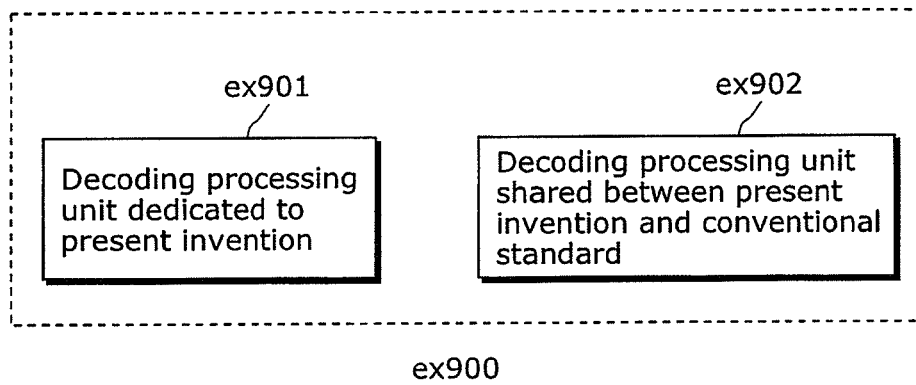 ex901
Decoding processing
unit dedicated to
present invention
ex902
Decoding processing unit
shared between present
invention and conventional
standard
ex900